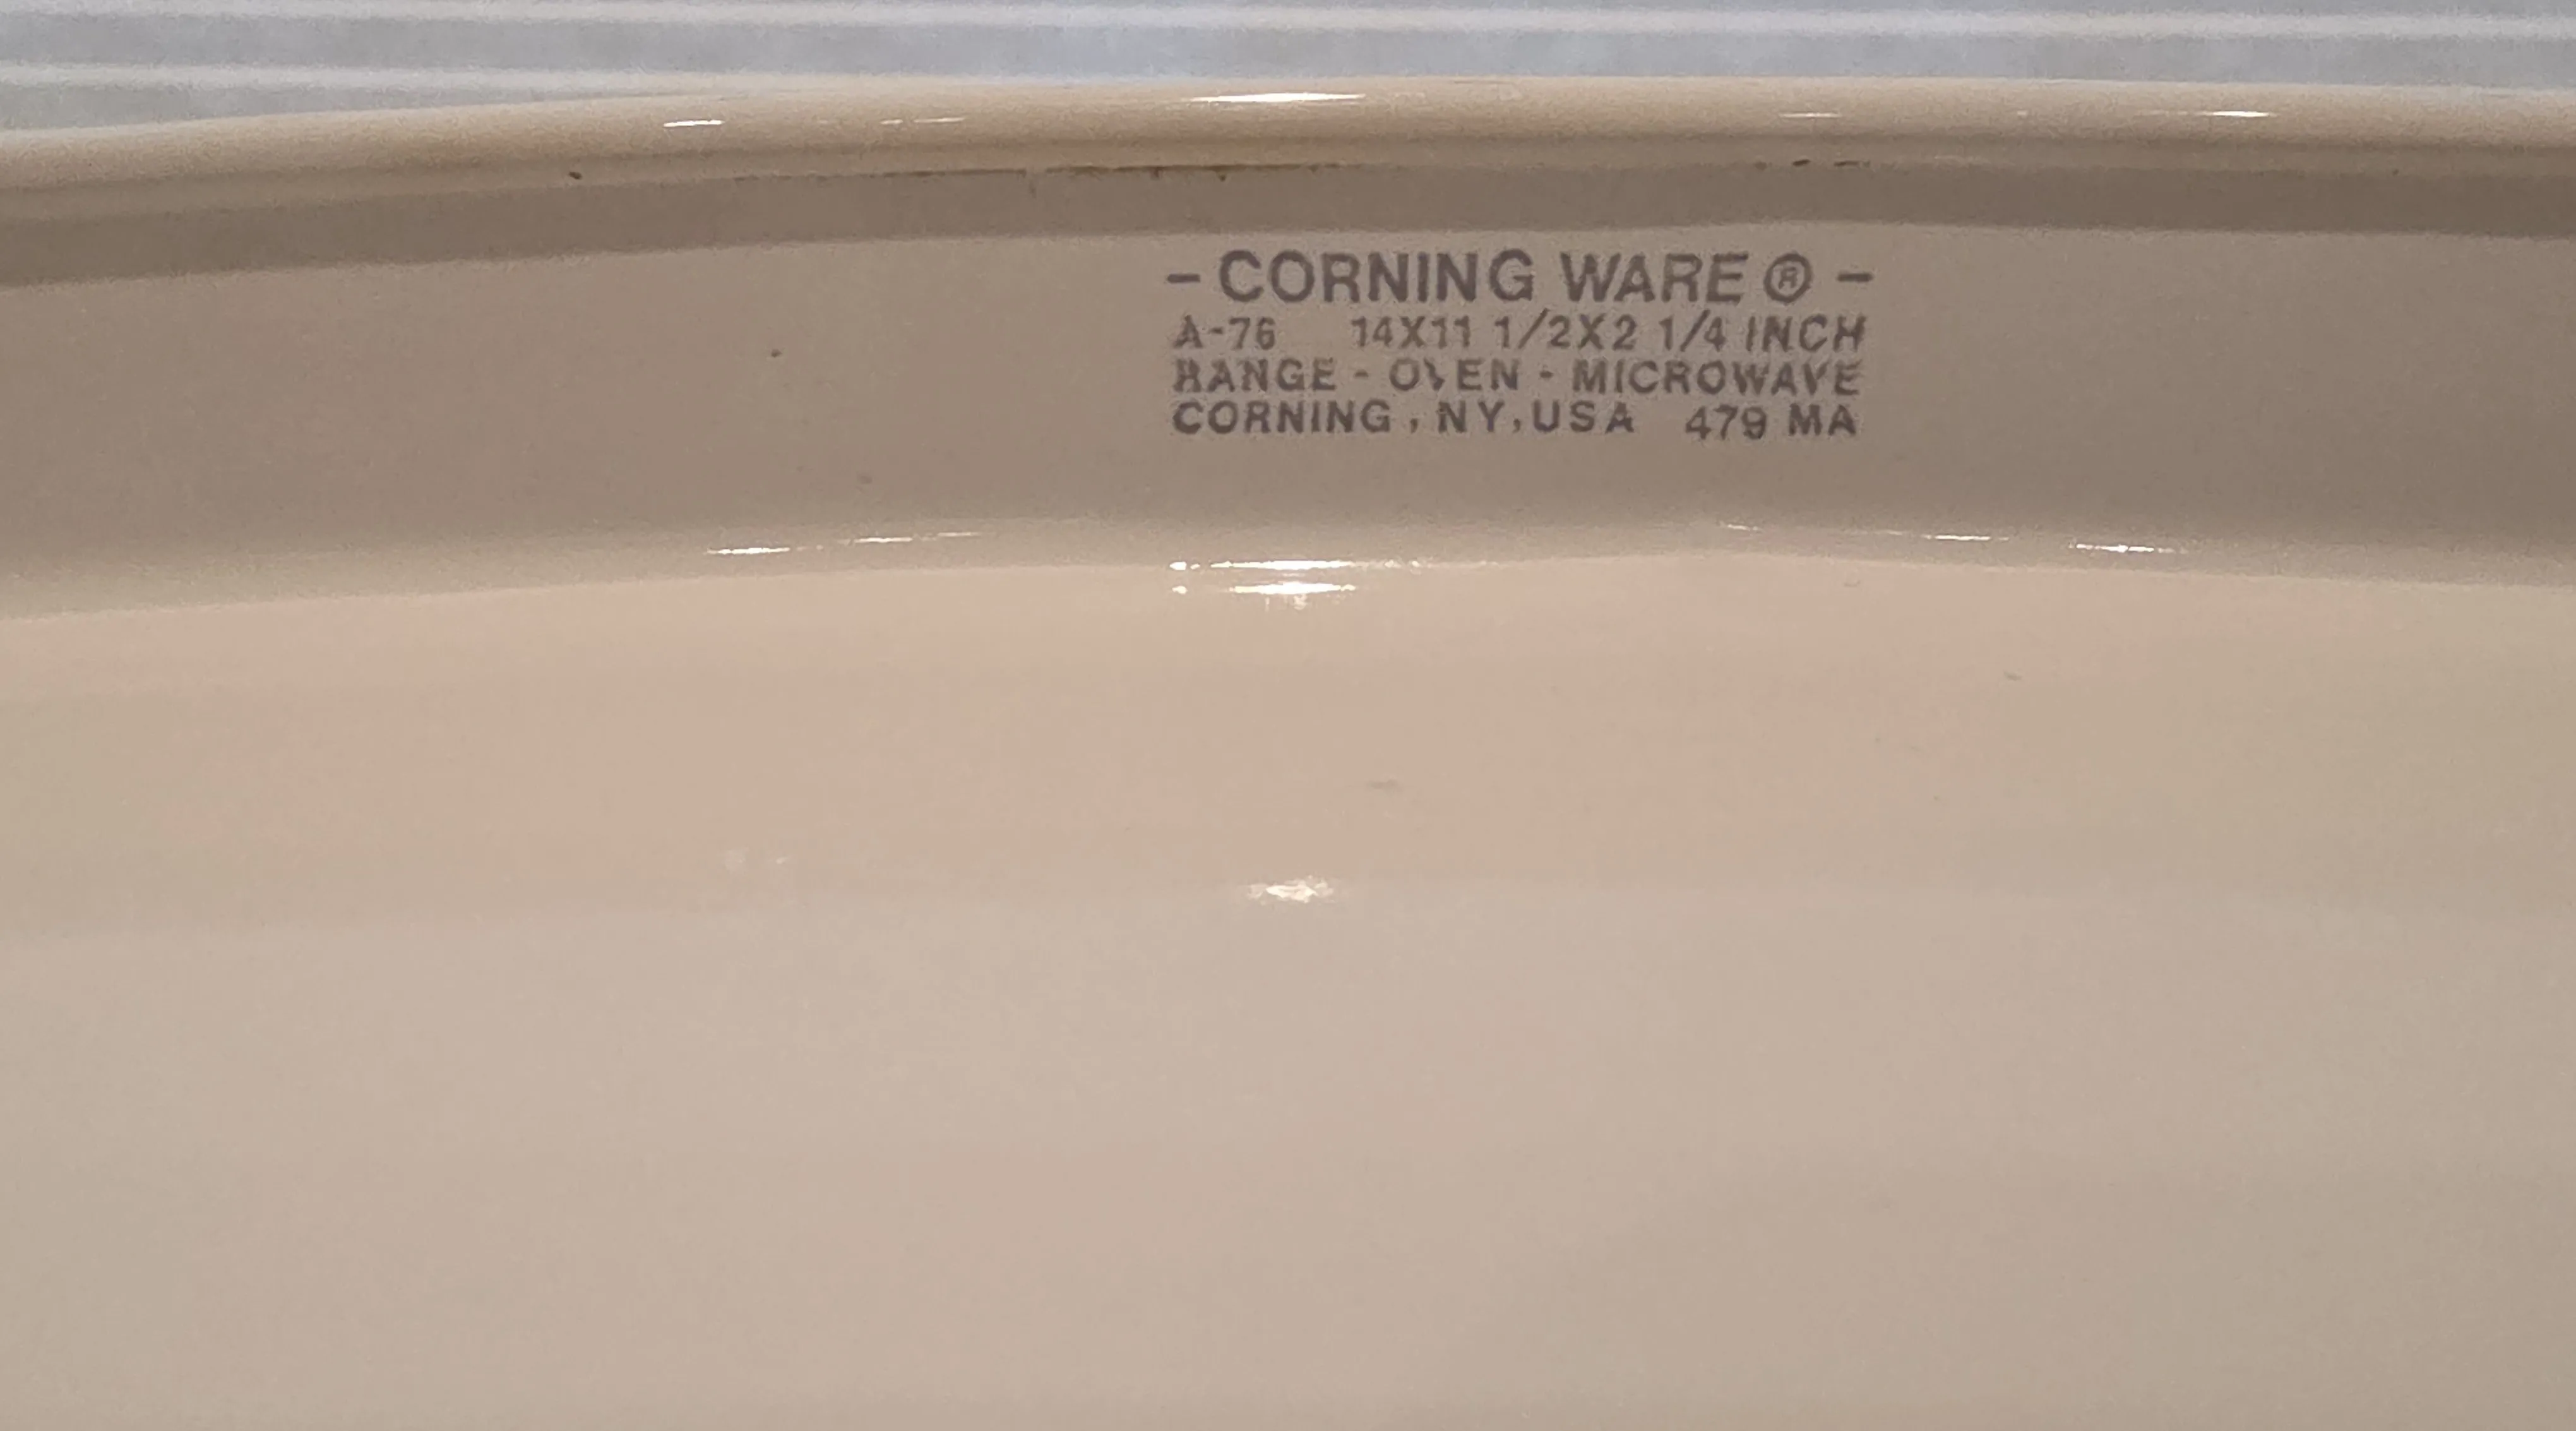 - CORNING WARE ® -
A-76 14X11 1/2X2 1/4 INCH
RANGE - OVEN - MICROWAVE
CORNING, NY, USA 479 MA